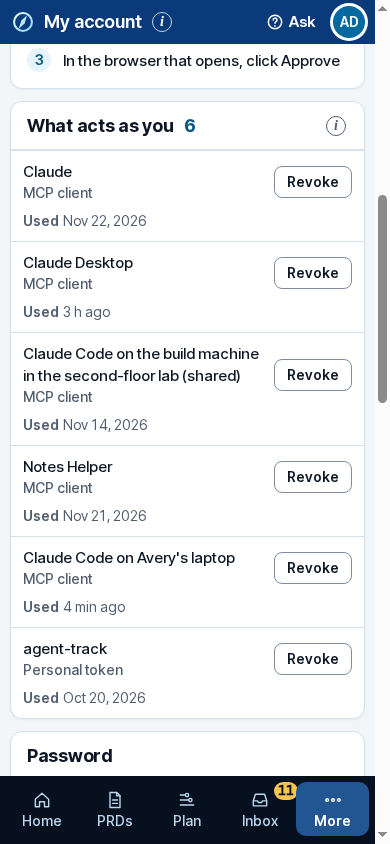 My account i Ask AD
3 In the browser that opens, click Approve
What acts as you 6 i
Claude
MCP client
Revoke
Used Nov 22, 2026
Claude Desktop
MCP client
Revoke
Used 3 h ago
Claude Code on the build machine
in the second-floor lab (shared)
MCP client
Revoke
Used Nov 14, 2026
Notes Helper
MCP client
Revoke
Used Nov 21, 2026
Claude Code on Avery's laptop
MCP client
Revoke
Used 4 min ago
agent-track
Personal token
Revoke
Used Oct 20, 2026
Password
11
Home PRDs Plan Inbox More